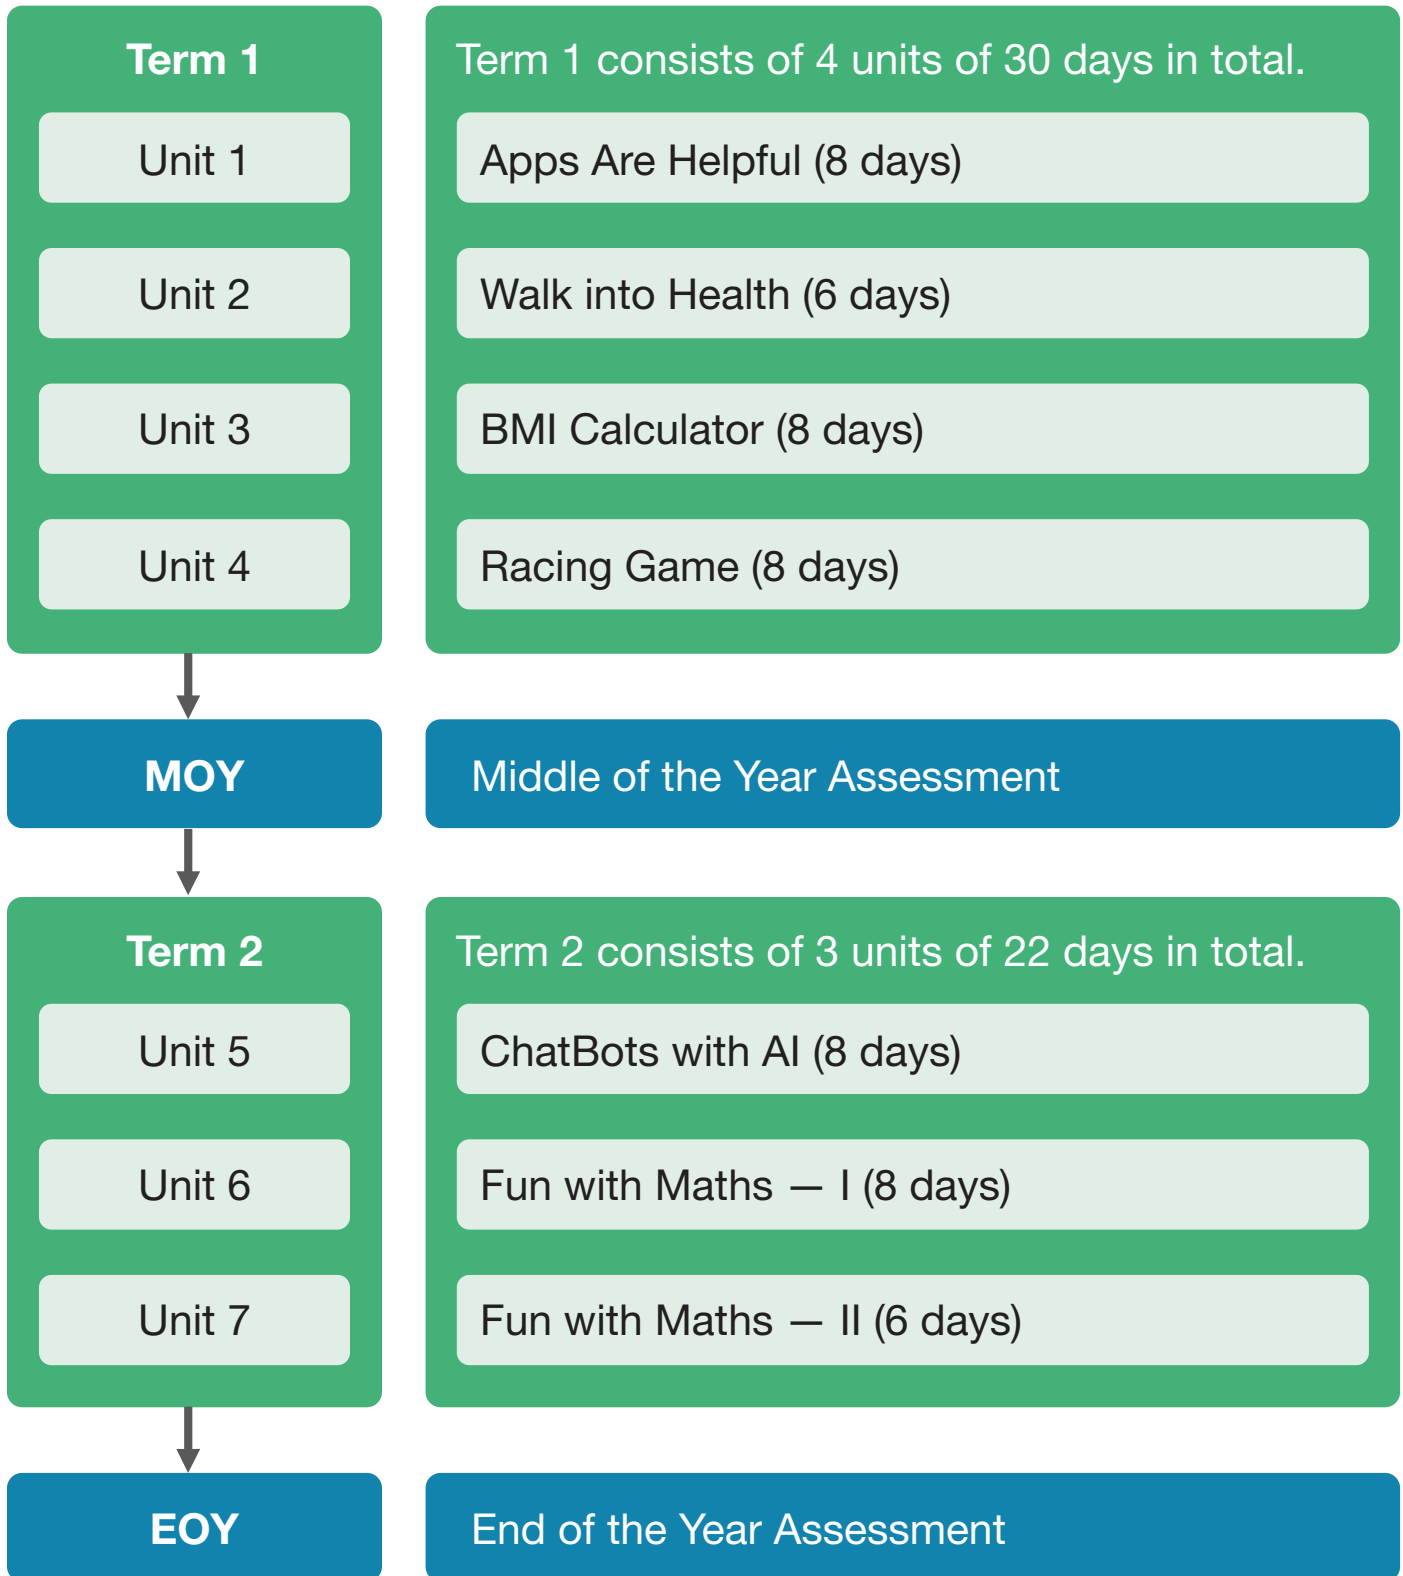 Term 1
Term 1 consists of 4 units of 30 days in total.
Unit 1
Apps Are Helpful (8 days)
Unit 2
Walk into Health (6 days)
Unit 3
BMI Calculator (8 days)
Unit 4
Racing Game (8 days)
MOY
Middle of the Year Assessment
Term 2
Term 2 consists of 3 units of 22 days in total.
Unit 5
ChatBots with AI (8 days)
Unit 6
Fun with Maths — I (8 days)
Unit 7
Fun with Maths — II (6 days)
EOY
End of the Year Assessment